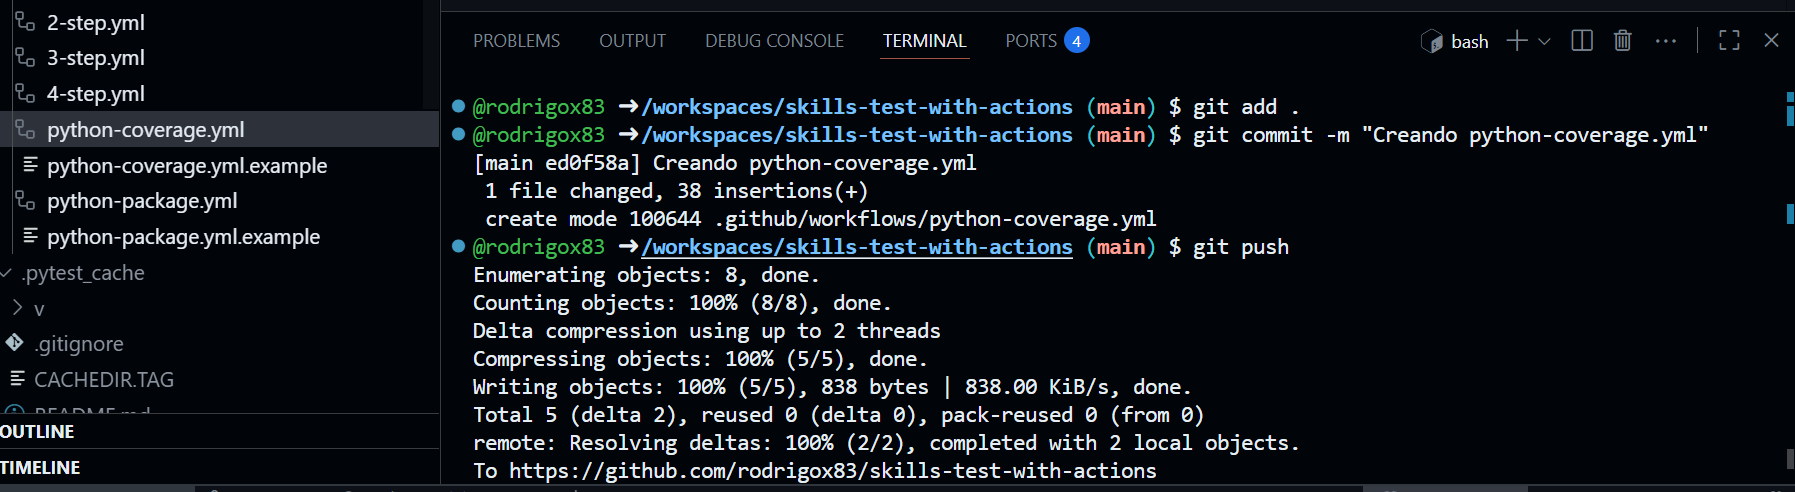 2-step.yml
3-step.yml
4-step.yml
python-coverage.yml
python-coverage.yml.example
python-package.yml
python-package.yml.example
.pytest_cache
v
.gitignore
CACHEDIR.TAG
README.md
OUTLINE
TIMELINE
PROBLEMS OUTPUT DEBUG CONSOLE TERMINAL PORTS 4 bash
@rodrigox83 ➜/workspaces/skills-test-with-actions (main) $ git add .
@rodrigox83 ➜/workspaces/skills-test-with-actions (main) $ git commit -m "Creando python-coverage.yml"
[main ed0f58a] Creando python-coverage.yml
1 file changed, 38 insertions(+)
create mode 100644 .github/workflows/python-coverage.yml
@rodrigox83 ➜/workspaces/skills-test-with-actions (main) $ git push
Enumerating objects: 8, done.
Counting objects: 100% (8/8), done.
Delta compression using up to 2 threads
Compressing objects: 100% (5/5), done.
Writing objects: 100% (5/5), 838 bytes | 838.00 KiB/s, done.
Total 5 (delta 2), reused 0 (delta 0), pack-reused 0 (from 0)
remote: Resolving deltas: 100% (2/2), completed with 2 local objects.
To https://github.com/rodrigox83/skills-test-with-actions